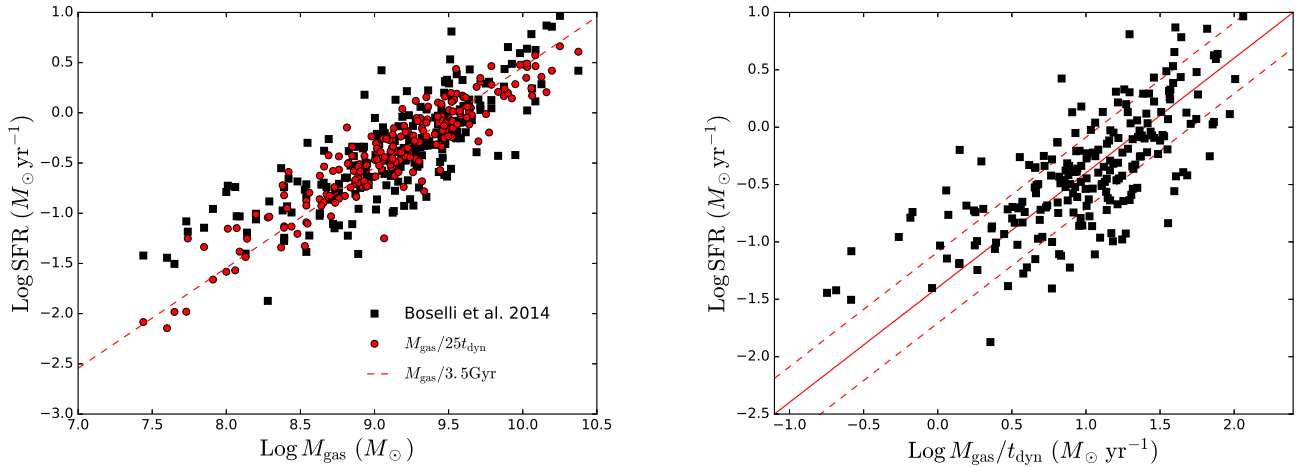 1.0
0.5
0.0
−0.5
−1.0
−1.5
−2.0
−2.5
−3.0
Log SFR (M⊙ yr⁻¹)
Boselli et al. 2014
M_gas/25t_dyn
M_gas/3.5Gyr
7.0 7.5 8.0 8.5 9.0 9.5 10.0 10.5
Log M_gas (M⊙)
1.0
0.5
0.0
−0.5
−1.0
−1.5
−2.0
−2.5
Log SFR (M⊙ yr⁻¹)
−1.0 −0.5 0.0 0.5 1.0 1.5 2.0
Log M_gas/t_dyn (M⊙ yr⁻¹)